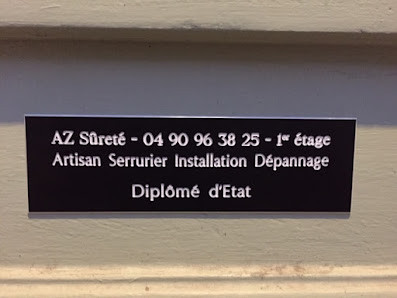 AZ Sûreté - 04 90 96 38 25 - 1er étage
Artisan Serrurier Installation Dépannage
Diplômé d'Etat